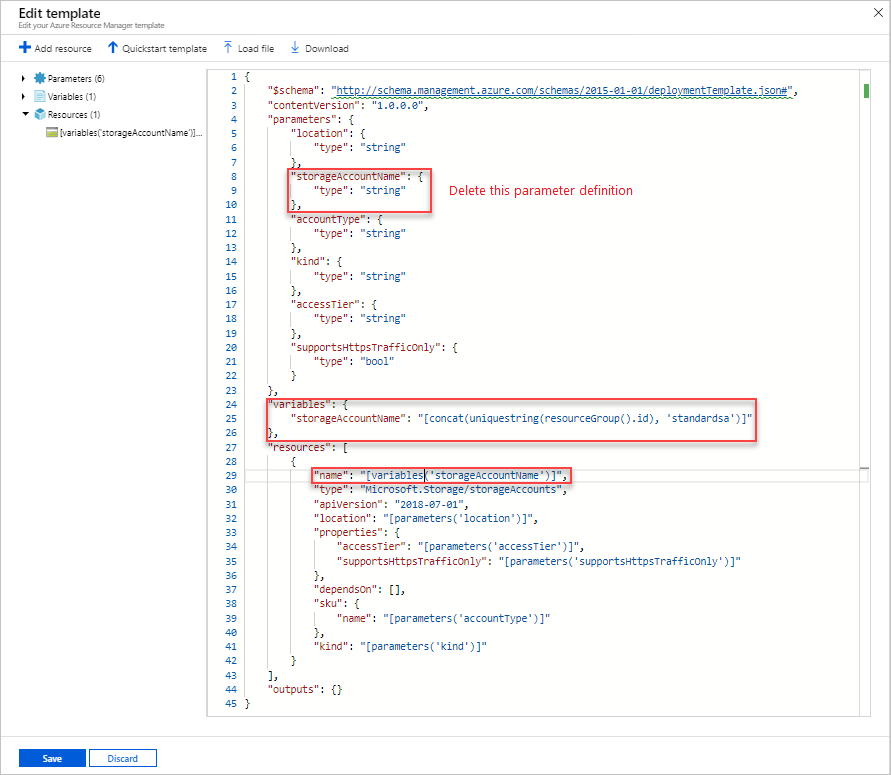 Edit template
Edit your Azure Resource Manager template
Add resource Quickstart template Load file Download
Parameters (6)
Variables (1)
Resources (1)
[variables('storageAccountName')]...
1 {
2 "$schema": "http://schema.management.azure.com/schemas/2015-01-01/deploymentTemplate.json#",
3 "contentVersion": "1.0.0.0",
4 "parameters": {
5 "location": {
6 "type": "string"
7 },
8 "storageAccountName": {
9 "type": "string"
10 },
Delete this parameter definition
11 "accountType": {
12 "type": "string"
13 },
14 "kind": {
15 "type": "string"
16 },
17 "accessTier": {
18 "type": "string"
19 },
20 "supportsHttpsTrafficOnly": {
21 "type": "bool"
22 }
23 },
24 "variables": {
25 "storageAccountName": "[concat(uniquestring(resourceGroup().id), 'standardsa')]"
26 },
27 "resources": [
28 {
29 "name": "[variables('storageAccountName')]",
30 "type": "Microsoft.Storage/storageAccounts",
31 "apiVersion": "2018-07-01",
32 "location": "[parameters('location')]",
33 "properties": {
34 "accessTier": "[parameters('accessTier')]",
35 "supportsHttpsTrafficOnly": "[parameters('supportsHttpsTrafficOnly')]"
36 },
37 "dependsOn": [],
38 "sku": {
39 "name": "[parameters('accountType')]"
40 },
41 "kind": "[parameters('kind')]"
42 }
43 ],
44 "outputs": {}
45 }
Save Discard